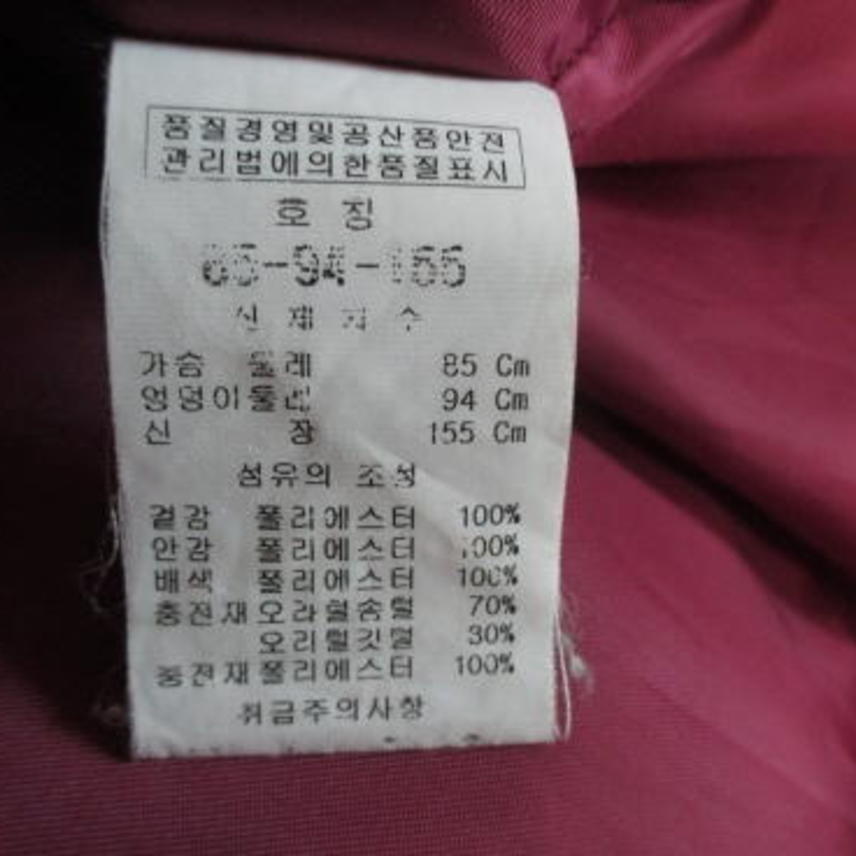 품질경영및공산품안전
관리법에의한품질표시
호 칭
85-94-155
신 체 치 수
가슴 둘레 85 Cm
엉덩이둘레 94 Cm
신 장 155 Cm
섬유의 조성
겉감 폴리에스터 100%
안감 폴리에스터 100%
배색 폴리에스터 100%
충전재 오리털솜털 70%
오리털깃털 30%
충전재 폴리에스터 100%
취급주의사항